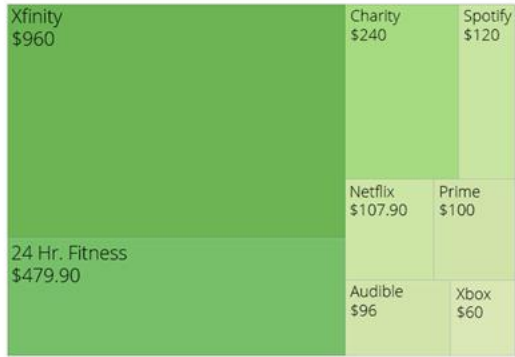 Xfinity
$960
Charity
$240
Spotify
$120
Netflix
$107.90
Prime
$100
24 Hr. Fitness
$479.90
Audible
$96
Xbox
$60